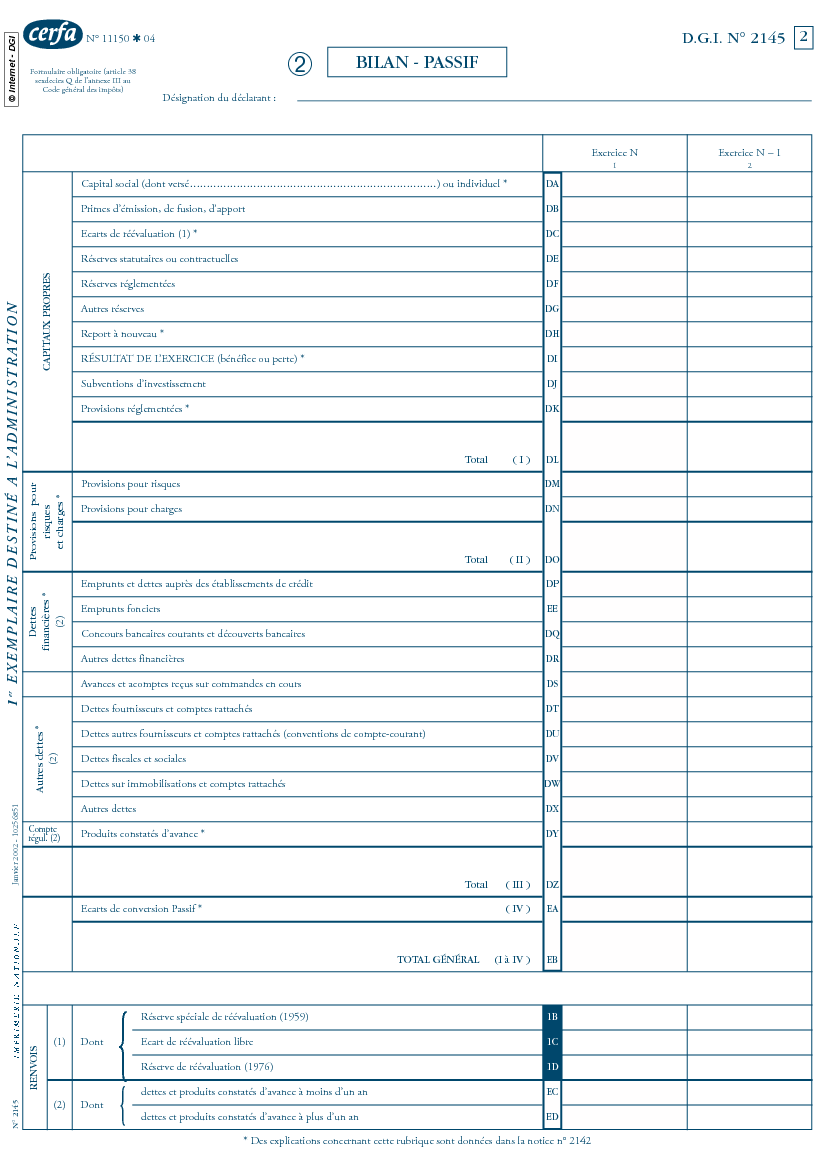 © Internet - DGI
cerfa
N° 11150 ✱ 04
D.G.I. N° 2145 2
Formulaire obligatoire (article 38
sexdecies Q de l'annexe III au
Code général des impôts)
2 BILAN - PASSIF
Désignation du déclarant :
Exercice N
1
Exercice N – 1
2
CAPITAUX PROPRES
Capital social (dont versé..........................................................................) ou individuel * DA
Primes d'émission, de fusion, d'apport DB
Ecarts de réévaluation (1) * DC
Réserves statutaires ou contractuelles DE
Réserves réglementées DF
Autres réserves DG
Report à nouveau * DH
RÉSULTAT DE L'EXERCICE (bénéfice ou perte) * DI
Subventions d'investissement DJ
Provisions réglementées * DK
Total ( I ) DL
Provisions pour
risques
et charges *
Provisions pour risques DM
Provisions pour charges DN
Total ( II ) DO
Dettes
financières *
(2)
Emprunts et dettes auprès des établissements de crédit DP
Emprunts fonciers EE
Concours bancaires courants et découverts bancaires DQ
Autres dettes financières DR
Avances et acomptes reçus sur commandes en cours DS
Autres dettes *
(2)
Dettes fournisseurs et comptes rattachés DT
Dettes autres fournisseurs et comptes rattachés (conventions de compte-courant) DU
Dettes fiscales et sociales DV
Dettes sur immobilisations et comptes rattachés DW
Autres dettes DX
Compte
régul. (2)
Produits constatés d'avance * DY
Total ( III ) DZ
Ecarts de conversion Passif * ( IV ) EA
TOTAL GÉNÉRAL (I à IV ) EB
RENVOIS
(1) Dont
Réserve spéciale de réévaluation (1959) 1B
Ecart de réévaluation libre 1C
Réserve de réévaluation (1976) 1D
(2) Dont
dettes et produits constatés d'avance à moins d'un an EC
dettes et produits constatés d'avance à plus d'un an ED
* Des explications concernant cette rubrique sont données dans la notice n° 2142
1er EXEMPLAIRE DESTINÉ A L'ADMINISTRATION
IMPRIMERIE NATIONALE
N° 2145